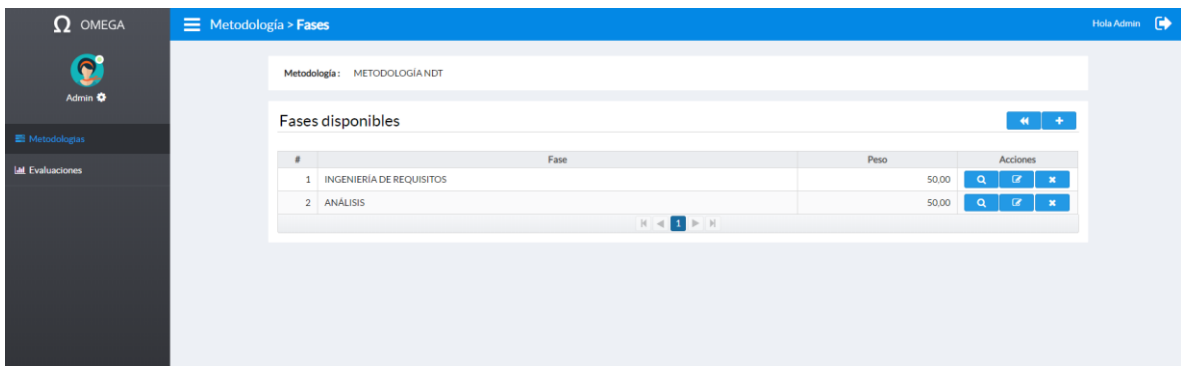 Ω OMEGA
Metodología > Fases
Hola Admin
Admin
Metodologías
Evaluaciones
Metodología : METODOLOGÍA NDT
Fases disponibles
# Fase Peso Acciones
1 INGENIERÍA DE REQUISITOS 50,00
2 ANÁLISIS 50,00
1